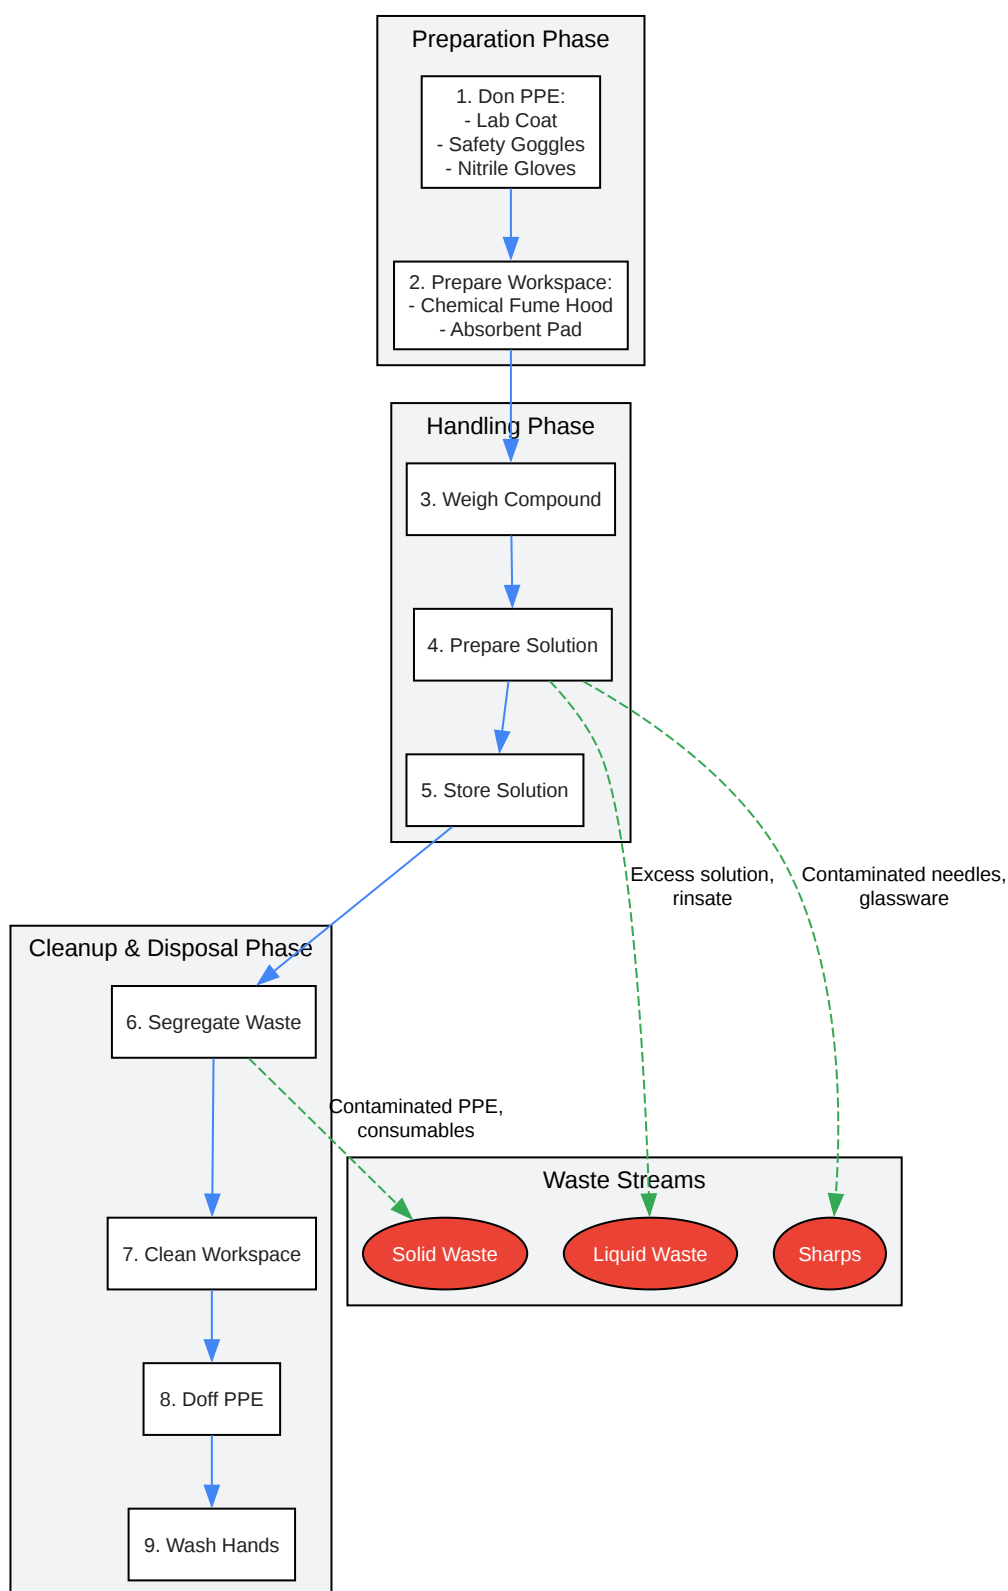 Preparation Phase
1. Don PPE:
- Lab Coat
- Safety Goggles
- Nitrile Gloves
2. Prepare Workspace:
- Chemical Fume Hood
- Absorbent Pad
Handling Phase
3. Weigh Compound
4. Prepare Solution
5. Store Solution
Excess solution,
rinsate
Contaminated needles,
glassware
Cleanup & Disposal Phase
6. Segregate Waste
Contaminated PPE,
consumables
Waste Streams
Solid Waste
Liquid Waste
Sharps
7. Clean Workspace
8. Doff PPE
9. Wash Hands